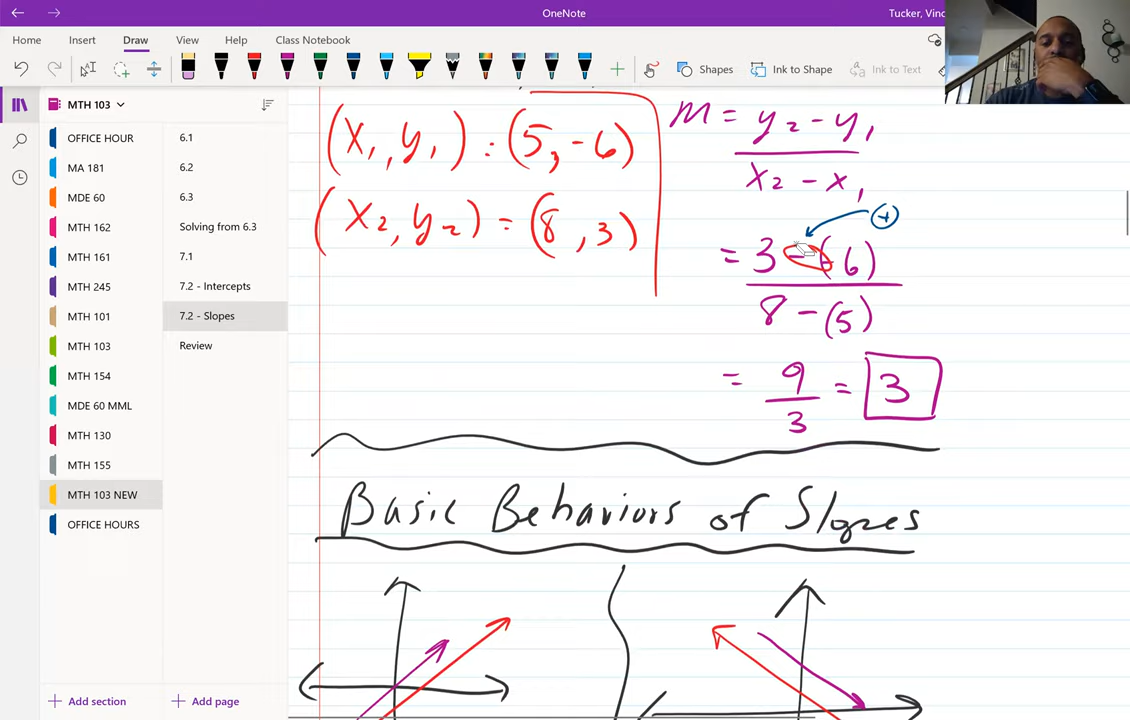 OneNote
Tucker, Vinc
Home Insert Draw View Help Class Notebook
Shapes Ink to Shape Ink to Text
MTH 103
OFFICE HOUR
MA 181
MDE 60
MTH 162
MTH 161
MTH 245
MTH 101
MTH 103
MTH 154
MDE 60 MML
MTH 130
MTH 155
MTH 103 NEW
OFFICE HOURS
Add section
6.1
6.2
6.3
Solving from 6.3
7.1
7.2 - Intercepts
7.2 - Slopes
Review
Add page
(x₁, y₁) : (5, -6)
(x₂, y₂) = (8, 3)
m = y₂ - y₁
x₂ - x₁
+
= 3 - (-6)
8 - (5)
= 9 = 3
3
Basic Behaviors of Slopes